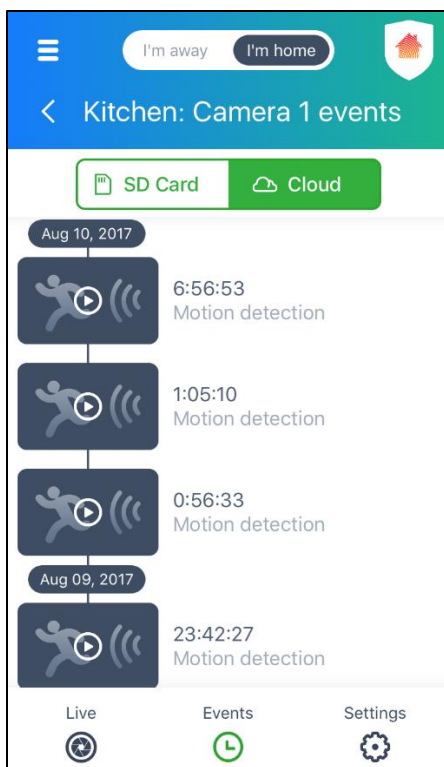 I'm away I'm home
Kitchen: Camera 1 events
SD Card Cloud
Aug 10, 2017
6:56:53
Motion detection
1:05:10
Motion detection
0:56:33
Motion detection
Aug 09, 2017
23:42:27
Motion detection
Live Events Settings